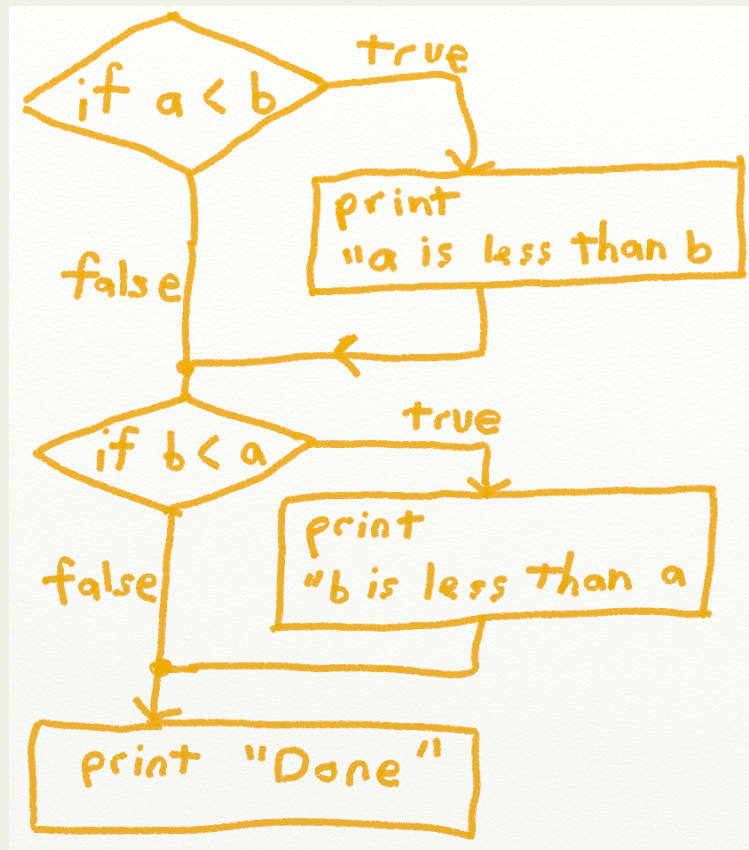 if a < b
true
print
"a is less than b
false
if b < a
true
print
"b is less than a
false
print "Done"